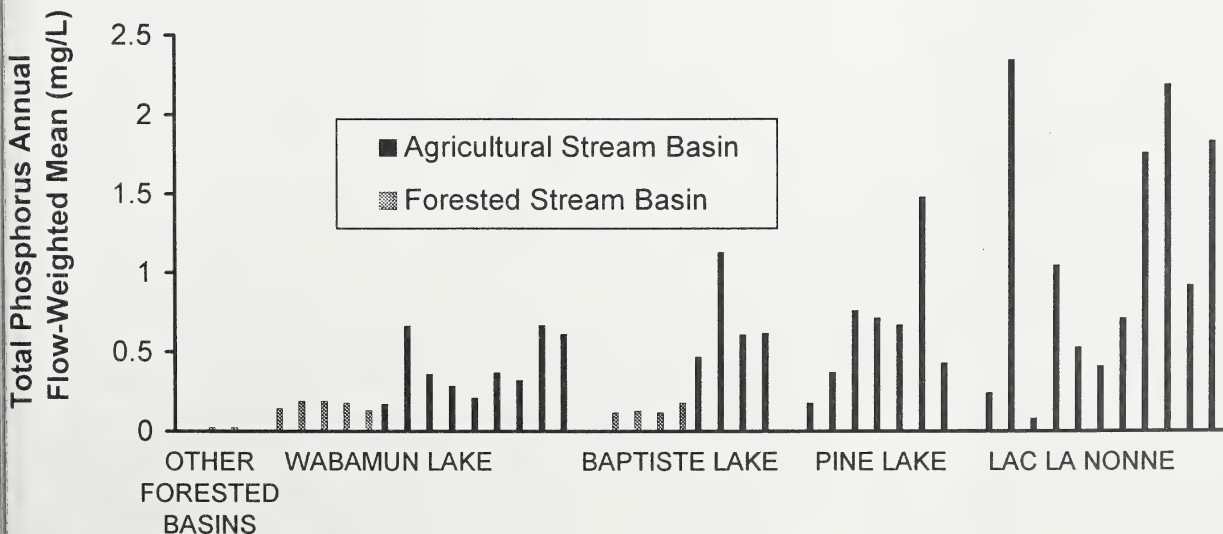 Total Phosphorus Annual
Flow-Weighted Mean (mg/L)
2.5
2
1.5
1
0.5
0
Agricultural Stream Basin
Forested Stream Basin
OTHER
FORESTED
BASINS
WABAMUN LAKE
BAPTISTE LAKE
PINE LAKE
LAC LA NONNE